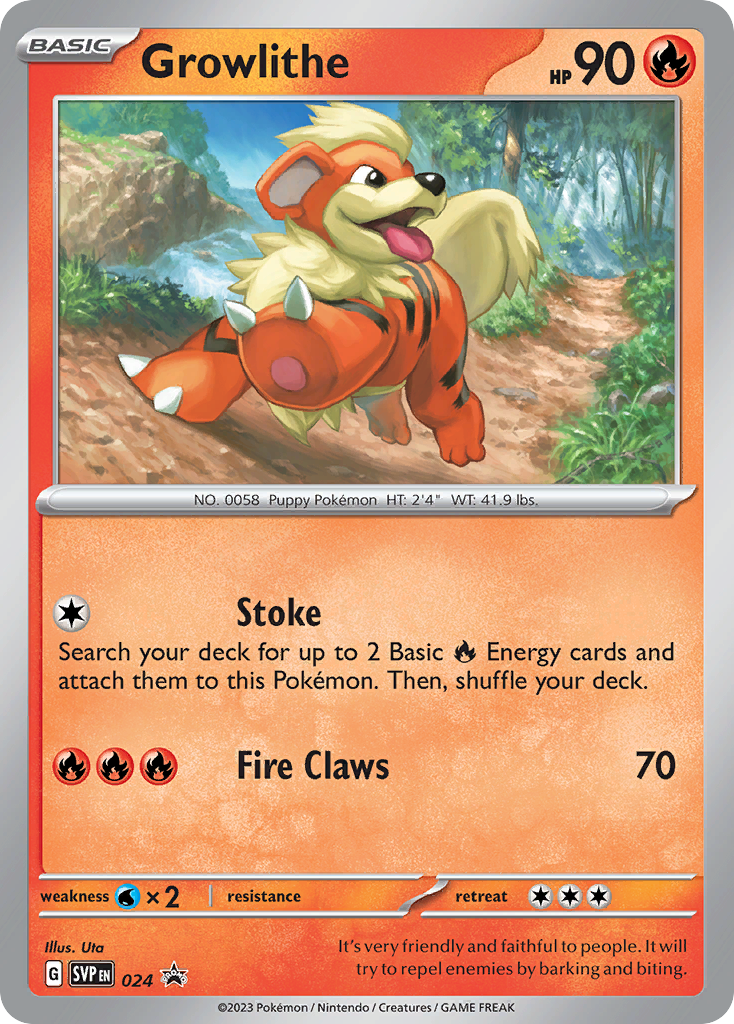 BASIC
Growlithe
HP 90
NO. 0058 Puppy Pokémon HT: 2'4" WT: 41.9 lbs.
Stoke
Search your deck for up to 2 Basic Energy cards and
attach them to this Pokémon. Then, shuffle your deck.
Fire Claws 70
weakness ×2 resistance retreat
Illus. Uta
It's very friendly and faithful to people. It will
try to repel enemies by barking and biting.
G SVP EN 024 PROMO
©2023 Pokémon / Nintendo / Creatures / GAME FREAK